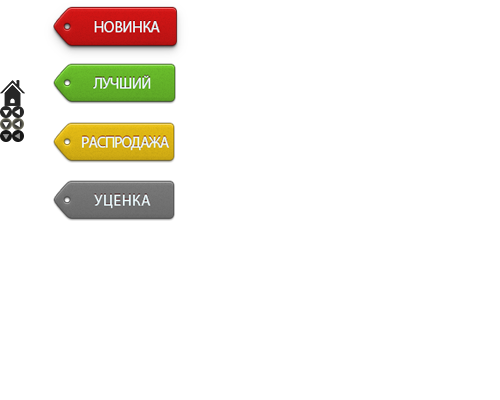 НОВИНКА
ЛУЧШИЙ
РАСПРОДАЖА
УЦЕНКА